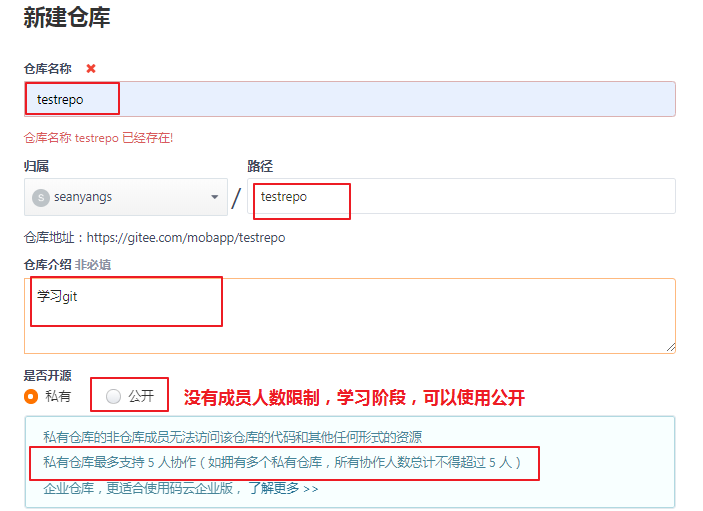 新建仓库
仓库名称 ✖
testrepo
仓库名称 testrepo 已经存在!
归属 路径
S seanyangs / testrepo
仓库地址：https://gitee.com/mobapp/testrepo
仓库介绍 非必填
学习git
是否开源
私有 公开 没有成员人数限制，学习阶段，可以使用公开
私有仓库的非仓库成员无法访问该仓库的代码和其他任何形式的资源
私有仓库最多支持 5 人协作（如拥有多个私有仓库，所有协作人数总计不得超过 5 人）
企业仓库，更适合使用码云企业版， 了解更多 >>